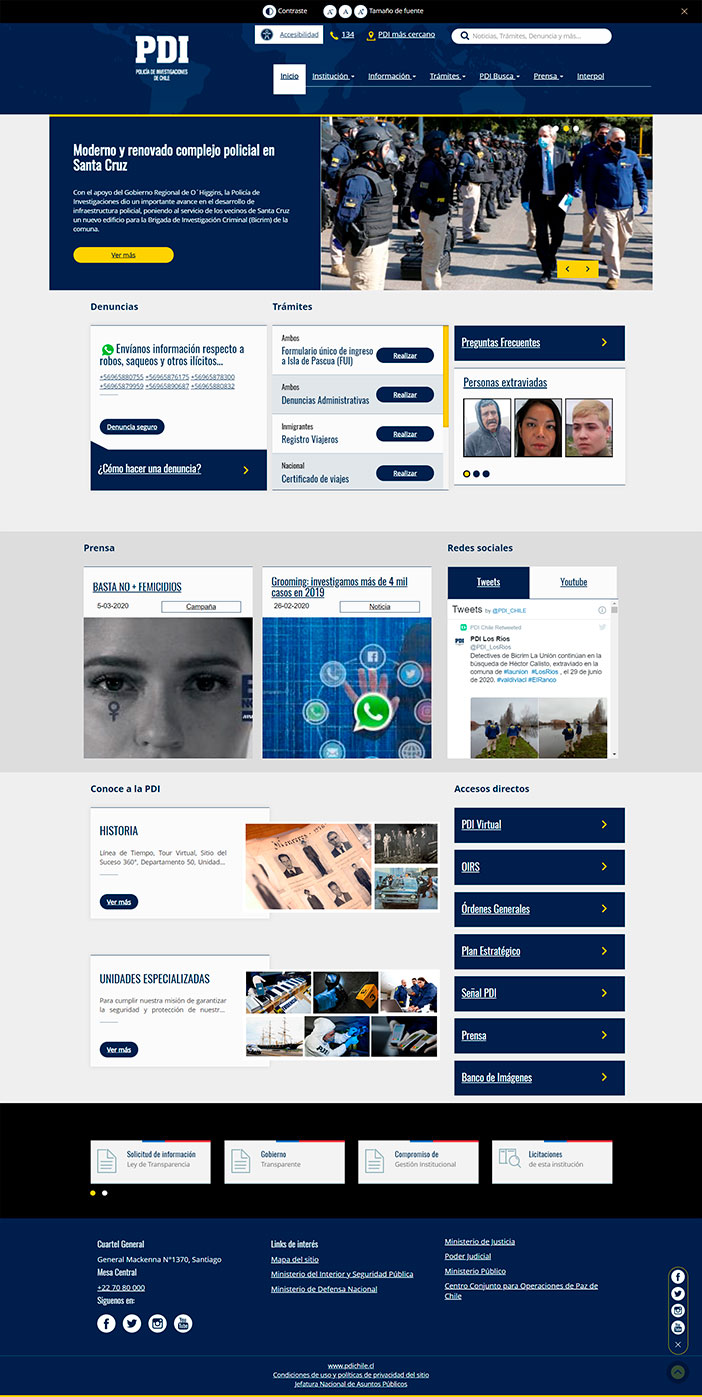 Contraste
A A A Tamaño de fuente
Accesibilidad
134
PDI más cercano
Noticias, Trámites, Denuncia y más...
PDI
POLICÍA DE INVESTIGACIONES
DE CHILE
Inicio
Institución
Información
Trámites
PDI Busca
Prensa
Interpol
Moderno y renovado complejo policial en
Santa Cruz
Con el apoyo del Gobierno Regional de O´Higgins, la Policía de
Investigaciones dio un importante avance en el desarrollo de
infraestructura policial, poniendo al servicio de los vecinos de Santa Cruz
un nuevo edificio para la Brigada de Investigación Criminal (Bicrim) de la
comuna.
Ver más
Denuncias
Envíanos información respecto a
robos, saqueos y otros ilícitos...
+56965880755 +56965876175 +56965878300
+56965879959 +56965890687 +56965880832
Denuncia seguro
¿Cómo hacer una denuncia?
Trámites
Ambos
Formulario único de ingreso
a Isla de Pascua (FUI)
Realizar
Ambos
Denuncias Administrativas
Realizar
Inmigrantes
Registro Viajeros
Realizar
Nacional
Certificado de viajes
Realizar
Preguntas Frecuentes
Personas extraviadas
Prensa
BASTA NO + FEMICIDIOS
5-03-2020
Campaña
Grooming: investigamos más de 4 mil
casos en 2019
26-02-2020
Noticia
Redes sociales
Tweets
Youtube
Tweets by @PDI_CHILE
PDI Chile Retweeted
PDI Los Ríos
@PDI_LosRios
Detectives de Bicrim La Unión continúan en la
búsqueda de Héctor Calisto, extraviado en la
comuna de #launion #LosRios , el 29 de junio
de 2020. #valdiviacl #ElRanco
Conoce a la PDI
HISTORIA
Línea de Tiempo, Tour Virtual, Sitio del
Suceso 360°, Departamento 50, Unidad...
Ver más
UNIDADES ESPECIALIZADAS
Para cumplir nuestra misión de garantizar
la seguridad y protección de nuestr...
Ver más
PDI
Accesos directos
PDI Virtual
OIRS
Órdenes Generales
Plan Estratégico
Señal PDI
Prensa
Banco de Imágenes
Solicitud de información
Ley de Transparencia
Gobierno
Transparente
Compromiso de
Gestión Institucional
Licitaciones
de esta institución
Cuartel General
General Mackenna N°1370, Santiago
Mesa Central
+22 70 80 000
Síguenos en:
Links de interés
Mapa del sitio
Ministerio del Interior y Seguridad Pública
Ministerio de Defensa Nacional
Ministerio de Justicia
Poder Judicial
Ministerio Público
Centro Conjunto para Operaciones de Paz de
Chile
www.pdichile.cl
Condiciones de uso y políticas de privacidad del sitio
Jefatura Nacional de Asuntos Públicos